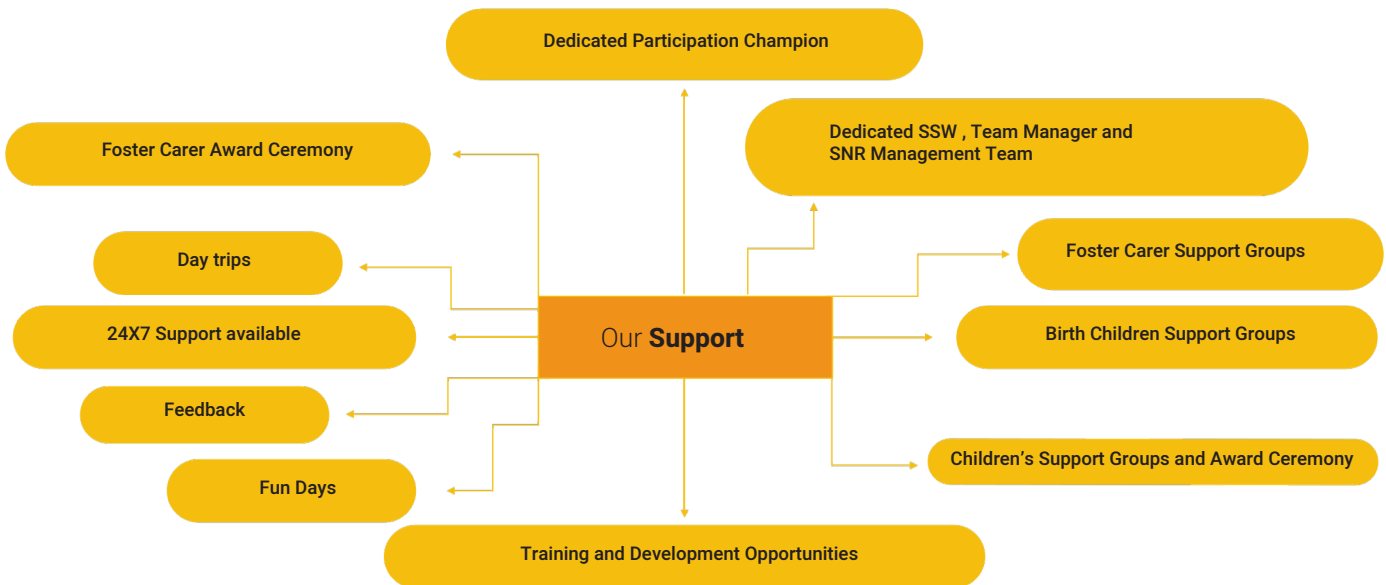 Dedicated Participation Champion
Dedicated SSW , Team Manager and
SNR Management Team
Foster Carer Award Ceremony
Foster Carer Support Groups
Day trips
24X7 Support available
Our Support
Birth Children Support Groups
Feedback
Children’s Support Groups and Award Ceremony
Fun Days
Training and Development Opportunities